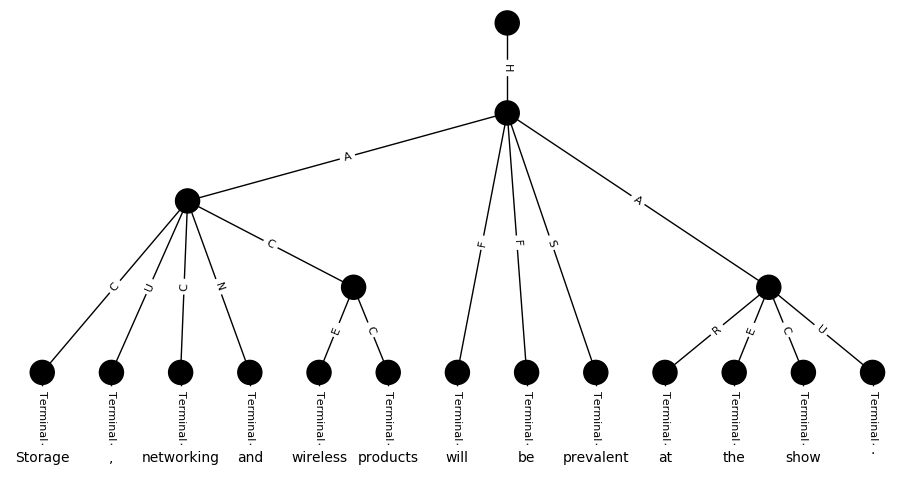 H
A
A
C
F
F
S
C
U
C
N
R
E
C
U
E
C
Terminal Terminal Terminal Terminal Terminal Terminal Terminal Terminal Terminal Terminal Terminal Terminal Terminal
Storage , networking and wireless products will be prevalent at the show .